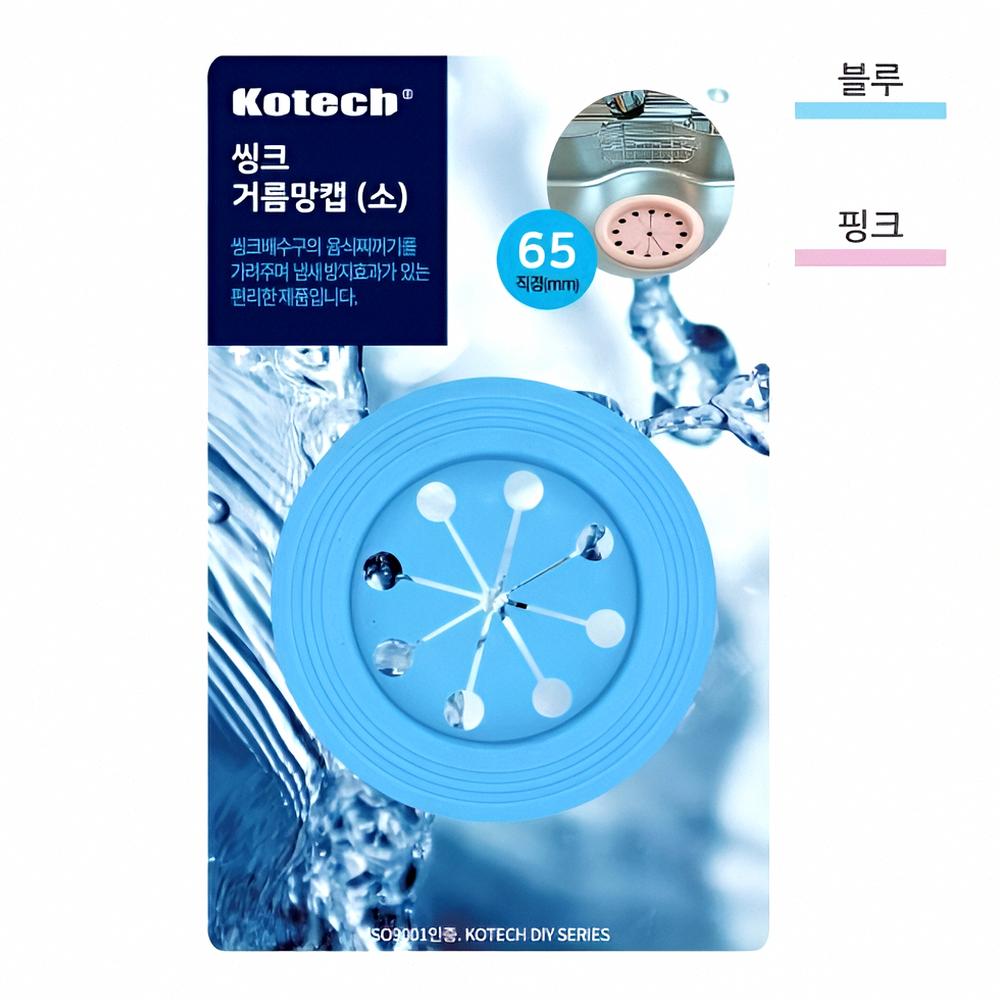 Kotech
씽크
거름망캡 (소)
씽크배수구의 음식찌꺼기를
가려주며 냄새방지효과가 있는
편리한제품입니다.
65
직경(mm)
블루
핑크
ISO9001인증. KOTECH DIY SERIES